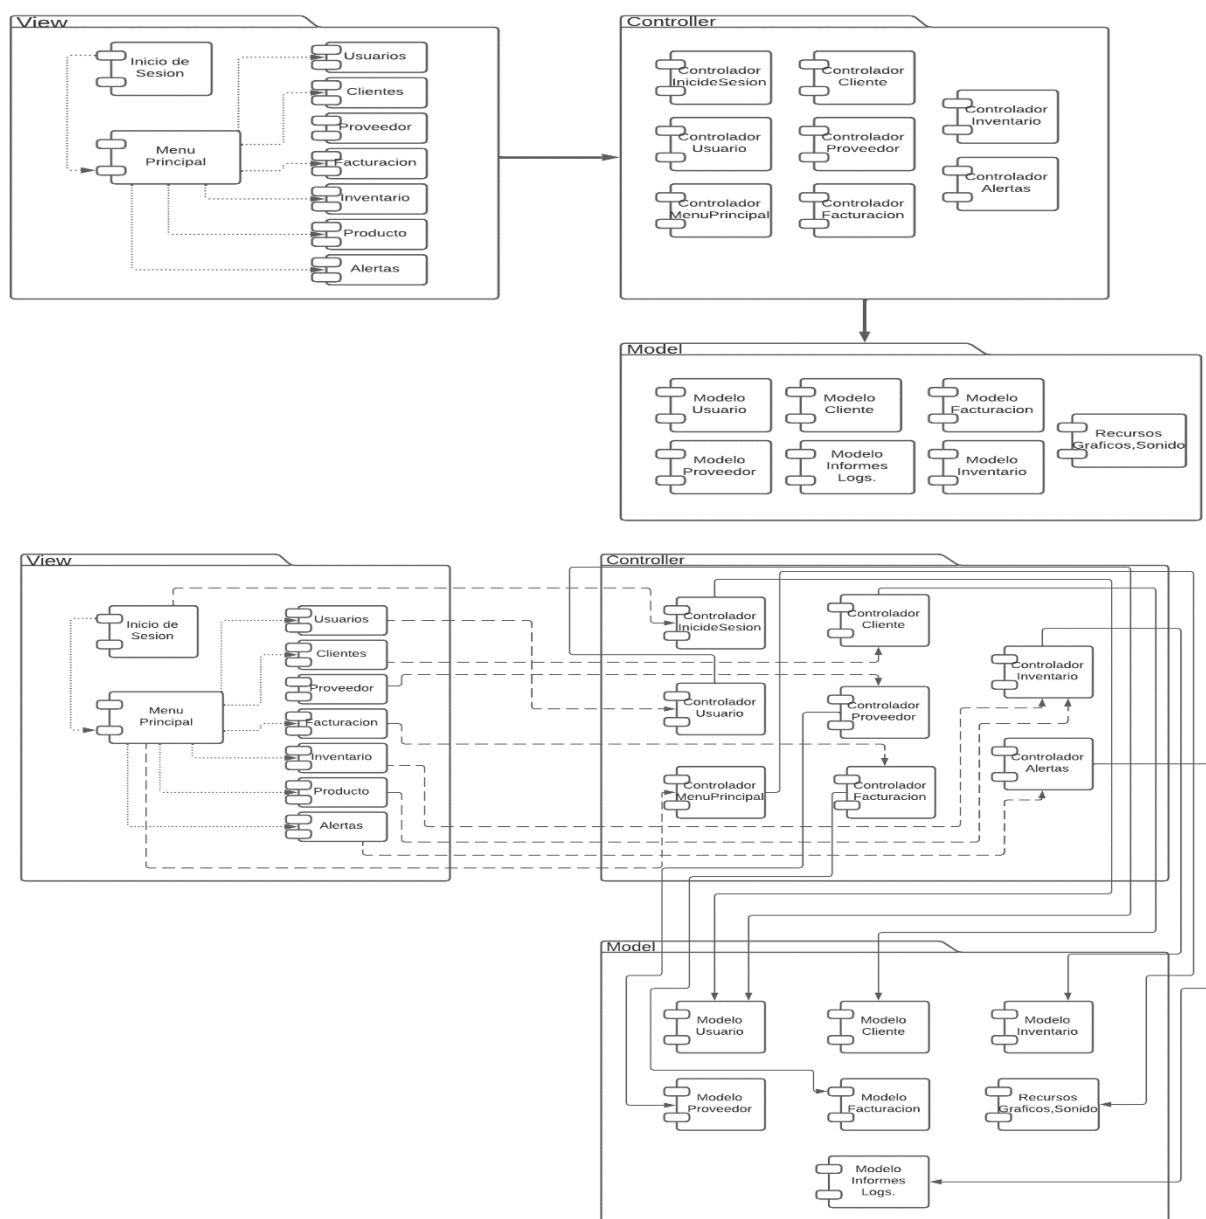 View
Inicio de
Sesion
Menu
Principal
Usuarios
Clientes
Proveedor
Facturacion
Inventario
Producto
Alertas
Controller
Controlador
InicideSesion
Controlador
Cliente
Controlador
Inventario
Controlador
Usuario
Controlador
Proveedor
Controlador
Alertas
Controlador
MenuPrincipal
Controlador
Facturacion
Model
Modelo
Usuario
Modelo
Cliente
Modelo
Facturacion
Recursos
Graficos,Sonido
Modelo
Proveedor
Modelo
Informes
Logs.
Modelo
Inventario
View
Inicio de
Sesion
Menu
Principal
Usuarios
Clientes
Proveedor
Facturacion
Inventario
Producto
Alertas
Controller
Controlador
InicideSesion
Controlador
Cliente
Controlador
Inventario
Controlador
Usuario
Controlador
Proveedor
Controlador
Alertas
Controlador
MenuPrincipal
Controlador
Facturacion
Model
Modelo
Usuario
Modelo
Cliente
Modelo
Inventario
Modelo
Proveedor
Modelo
Facturacion
Recursos
Graficos,Sonido
Modelo
Informes
Logs.